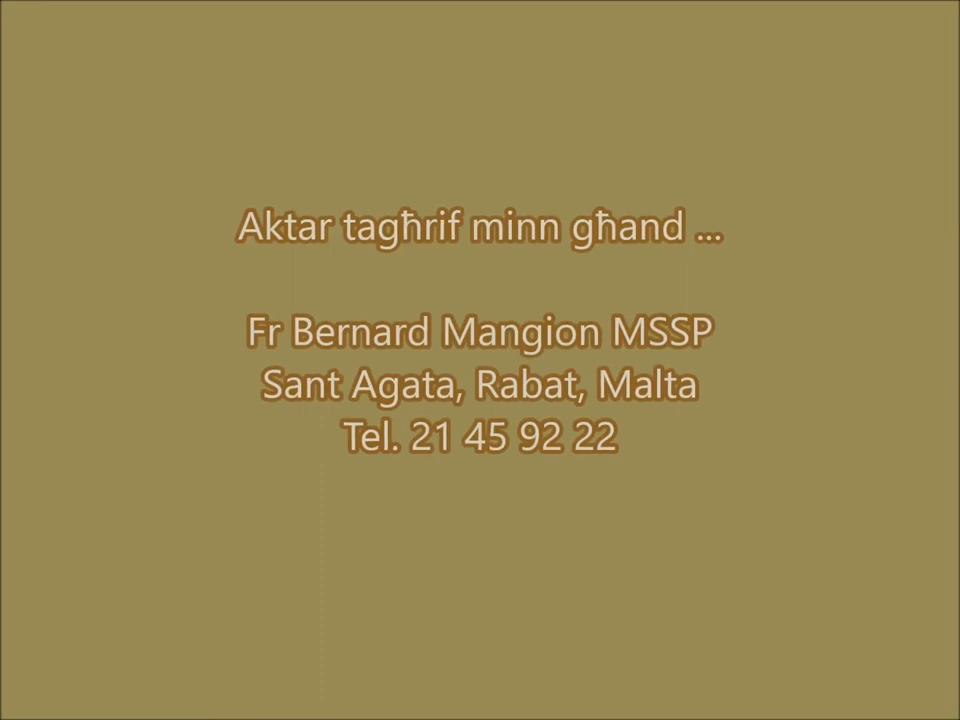 Aktar tagħrif minn għand ...
Fr Bernard Mangion MSSP
Sant Agata, Rabat, Malta
Tel. 21 45 92 22